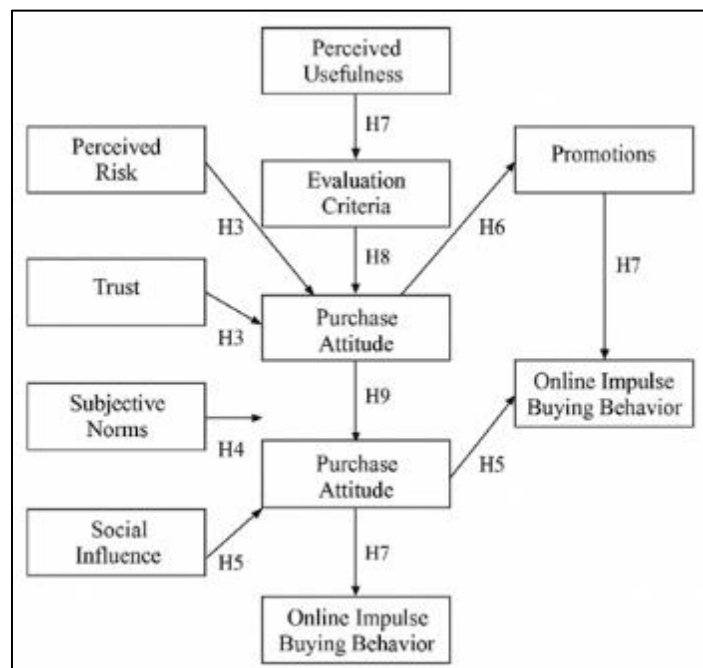 Perceived
Usefulness
H7
Perceived
Risk
Evaluation
Criteria
Promotions
H3
H6
H8
H7
Trust
Purchase
Attitude
H3
Subjective
Norms
H9
Online Impulse
Buying Behavior
H4
Purchase
Attitude
H5
Social
Influence
H5
H7
Online Impulse
Buying Behavior